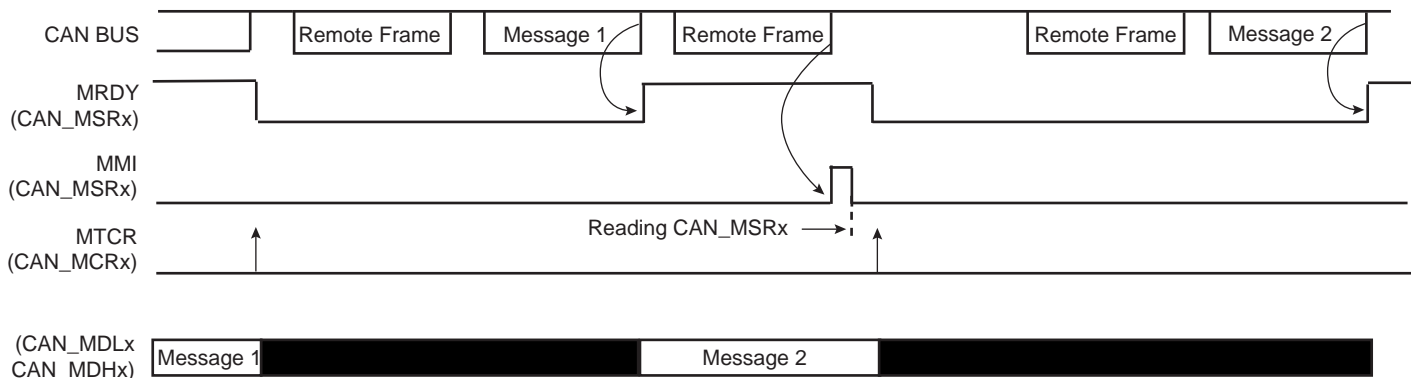 CAN BUS
Remote Frame
Message 1
Remote Frame
Remote Frame
Message 2
MRDY
(CAN_MSRx)
MMI
(CAN_MSRx)
Reading CAN_MSRx
MTCR
(CAN_MCRx)
(CAN_MDLx
CAN_MDHx)
Message 1
Message 2